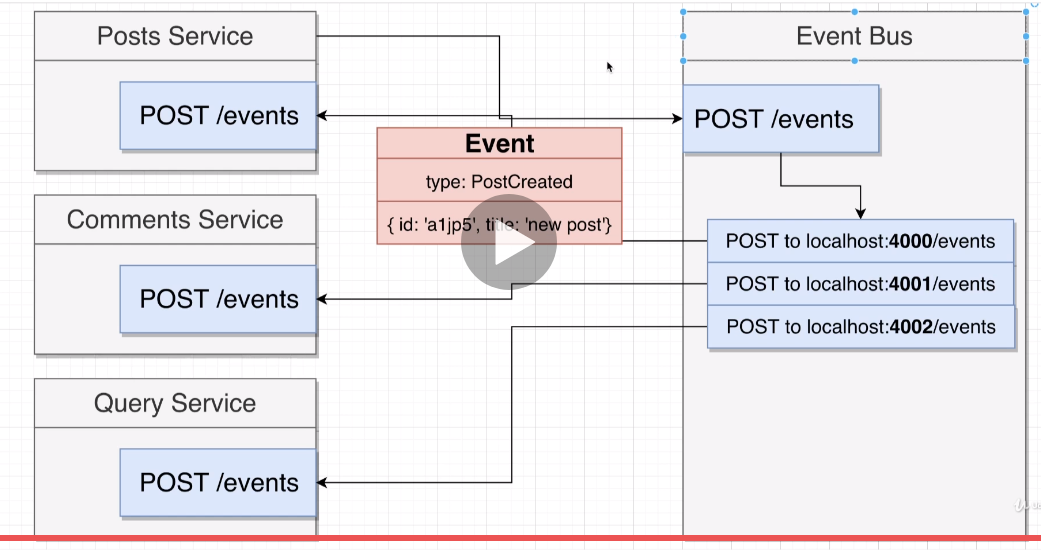 Posts Service
POST /events
Event Bus
POST /events
Event
type: PostCreated
{ id: 'a1jp5', title: 'new post'}
Comments Service
POST /events
POST to localhost:4000/events
POST to localhost:4001/events
POST to localhost:4002/events
Query Service
POST /events